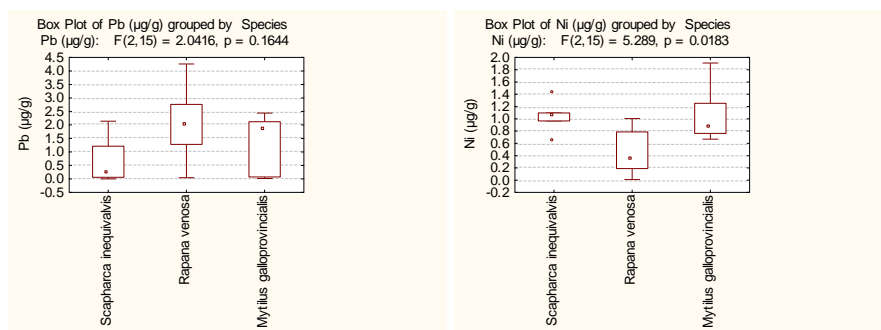 Box Plot of Pb (µg/g) grouped by Species
Pb (µg/g): F(2,15) = 2.0416, p = 0.1644
4.5
4.0
3.5
3.0
2.5
2.0
1.5
1.0
0.5
0.0
-0.5
Pb (µg/g)
Scapharca inequivalvis
Rapana venosa
Mytilus galloprovincialis
Box Plot of Ni (µg/g) grouped by Species
Ni (µg/g): F(2,15) = 5.289, p = 0.0183
2.0
1.8
1.6
1.4
1.2
1.0
0.8
0.6
0.4
0.2
0.0
-0.2
Ni (µg/g)
Scapharca inequivalvis
Rapana venosa
Mytilus galloprovincialis